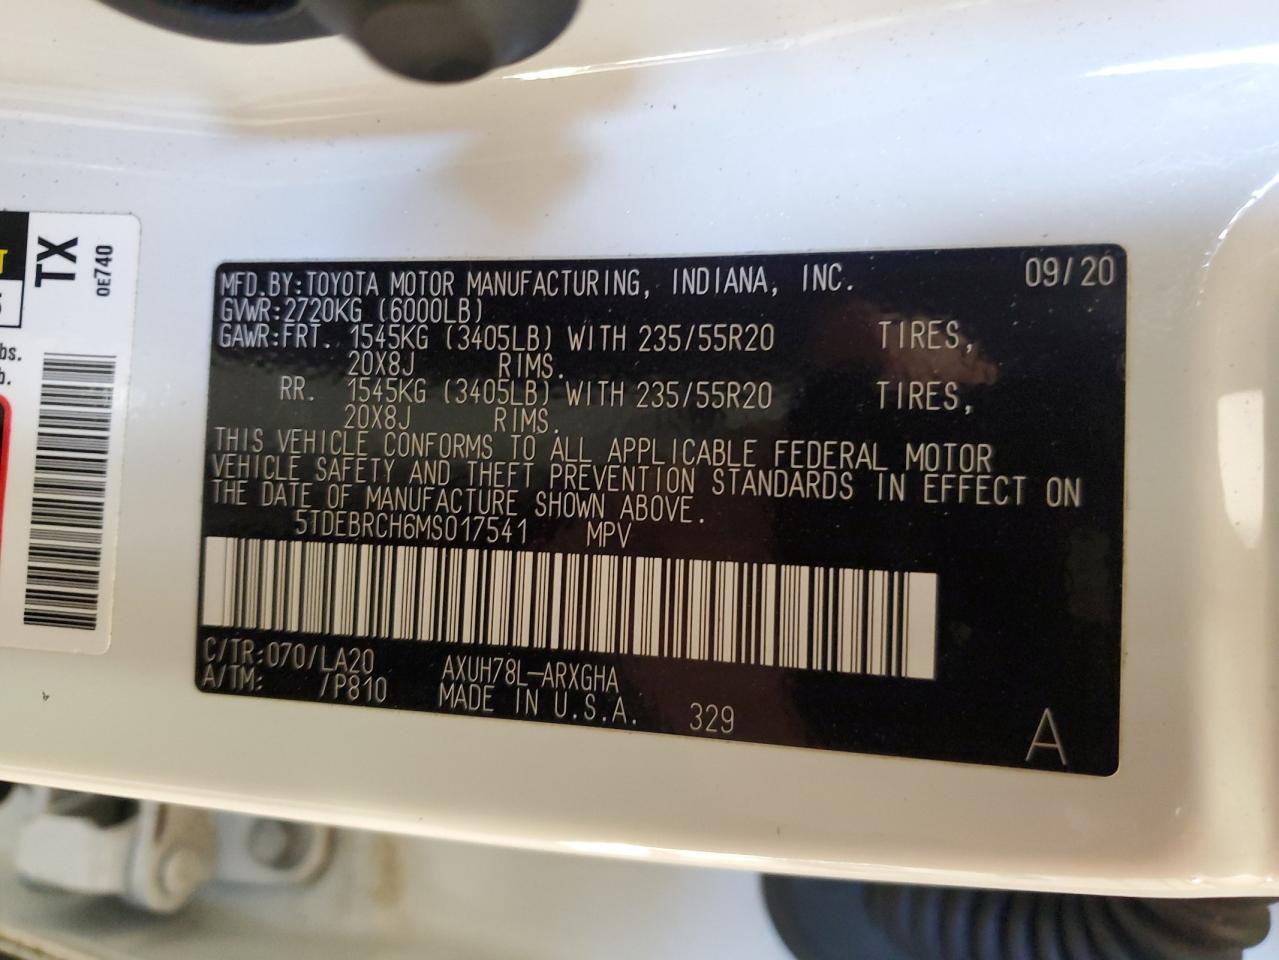 TX
0E740
bs.
b.
MFD.BY:TOYOTA MOTOR MANUFACTURING, INDIANA, INC. 09/20
GVWR:2720KG (6000LB)
GAWR:FRT. 1545KG (3405LB) WITH 235/55R20 TIRES,
20X8J RIMS.
RR. 1545KG (3405LB) WITH 235/55R20 TIRES,
20X8J RIMS.
THIS VEHICLE CONFORMS TO ALL APPLICABLE FEDERAL MOTOR
VEHICLE SAFETY AND THEFT PREVENTION STANDARDS IN EFFECT ON
THE DATE OF MANUFACTURE SHOWN ABOVE.
5TDEBRCH6MS017541 MPV
C/TR:070/LA20 AXUH78L-ARXGHA
A/TM: /P810 MADE IN U.S.A. 329 A